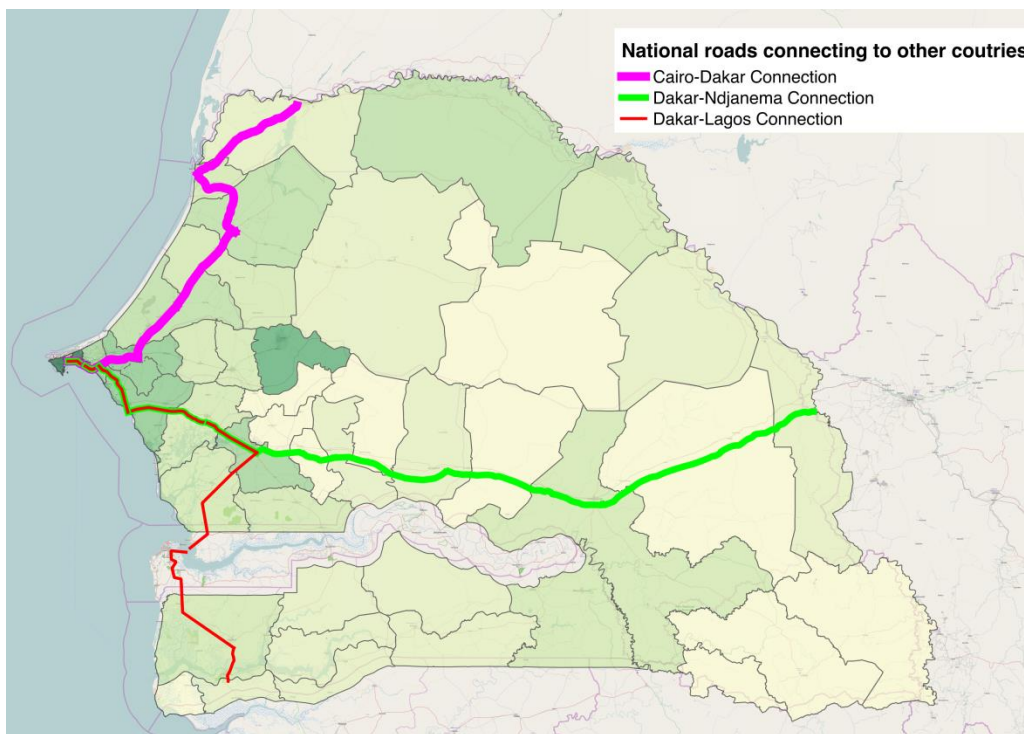 National roads connecting to other coutries
Cairo-Dakar Connection
Dakar-Ndjanema Connection
Dakar-Lagos Connection